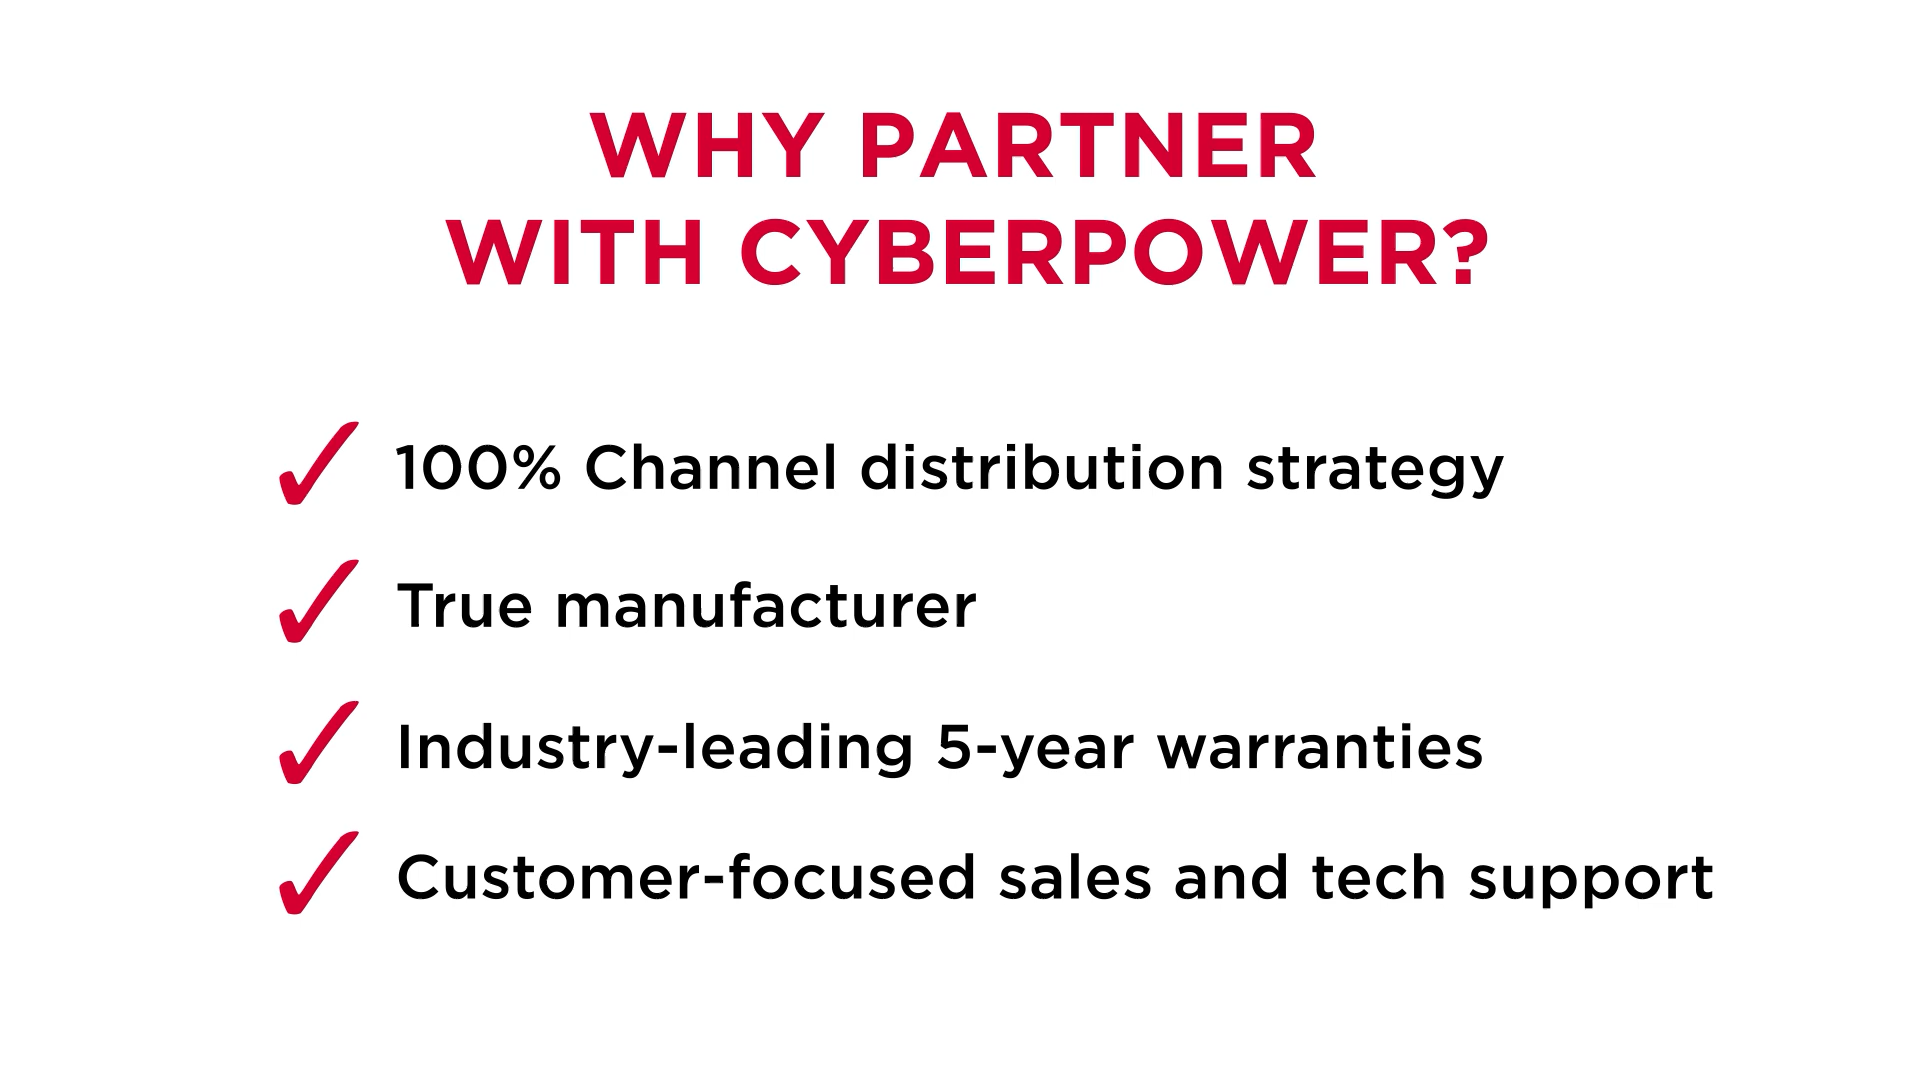 WHY PARTNER
WITH CYBERPOWER?
100% Channel distribution strategy
True manufacturer
Industry-leading 5-year warranties
Customer-focused sales and tech support